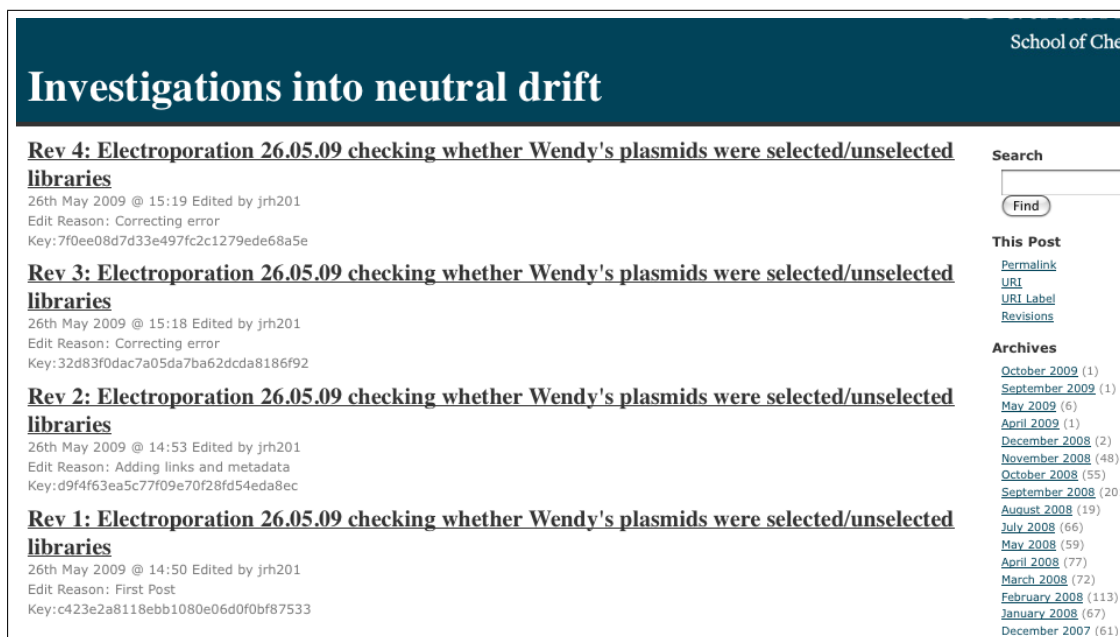 School of Che
Investigations into neutral drift
Rev 4: Electroporation 26.05.09 checking whether Wendy's plasmids were selected/unselected
libraries
26th May 2009 @ 15:19 Edited by jrh201
Edit Reason: Correcting error
Key:7f0ee08d7d33e497fc2c1279ede68a5e
Rev 3: Electroporation 26.05.09 checking whether Wendy's plasmids were selected/unselected
libraries
26th May 2009 @ 15:18 Edited by jrh201
Edit Reason: Correcting error
Key:32d83f0dac7a05da7ba62dcda8186f92
Rev 2: Electroporation 26.05.09 checking whether Wendy's plasmids were selected/unselected
libraries
26th May 2009 @ 14:53 Edited by jrh201
Edit Reason: Adding links and metadata
Key:d9f4f63ea5c77f09e70f28fd54eda8ec
Rev 1: Electroporation 26.05.09 checking whether Wendy's plasmids were selected/unselected
libraries
26th May 2009 @ 14:50 Edited by jrh201
Edit Reason: First Post
Key:c423e2a8118ebb1080e06d0f0bf87533
Search
Find
This Post
Permalink
URI
URI Label
Revisions
Archives
October 2009 (1)
September 2009 (1)
May 2009 (6)
April 2009 (1)
December 2008 (2)
November 2008 (48)
October 2008 (55)
September 2008 (20
August 2008 (19)
July 2008 (66)
May 2008 (59)
April 2008 (77)
March 2008 (72)
February 2008 (113)
January 2008 (67)
December 2007 (61)